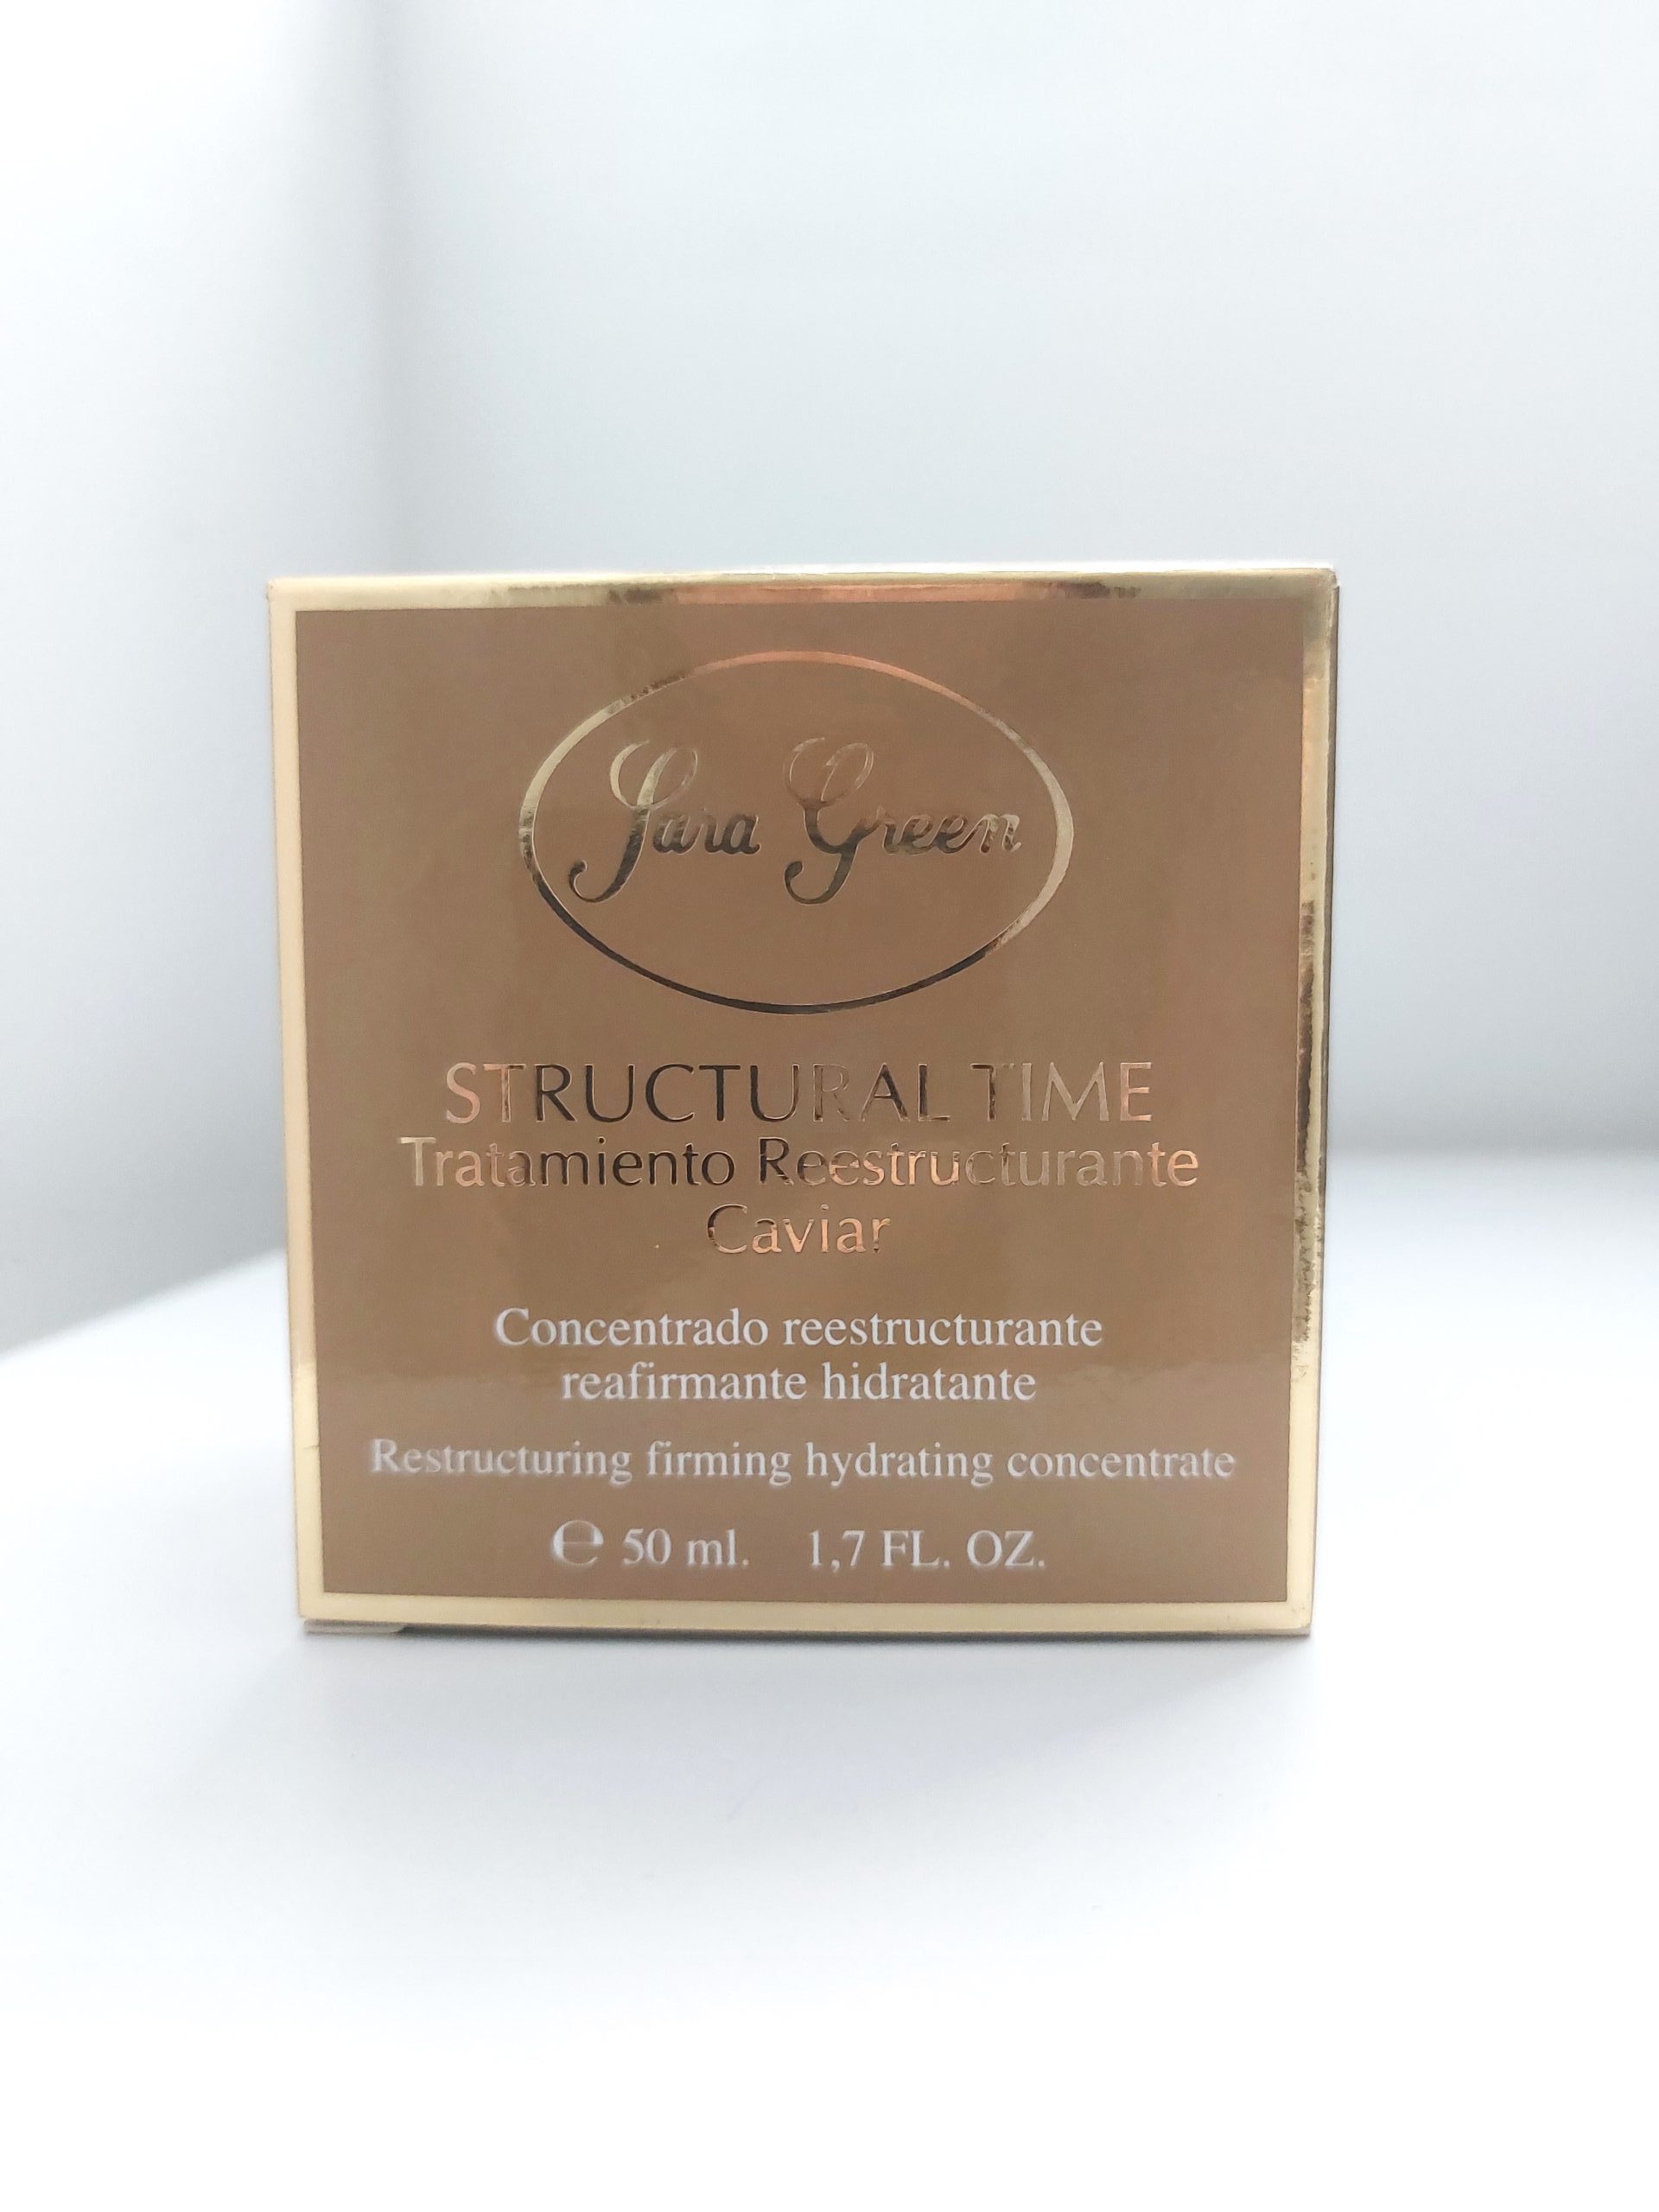 Sara Green
STRUCTURAL TIME
Tratamiento Reestructurante
Caviar
Concentrado reestructurante
reafirmante hidratante
Restructuring firming hydrating concentrate
℮ 50 ml. 1,7 FL. OZ.